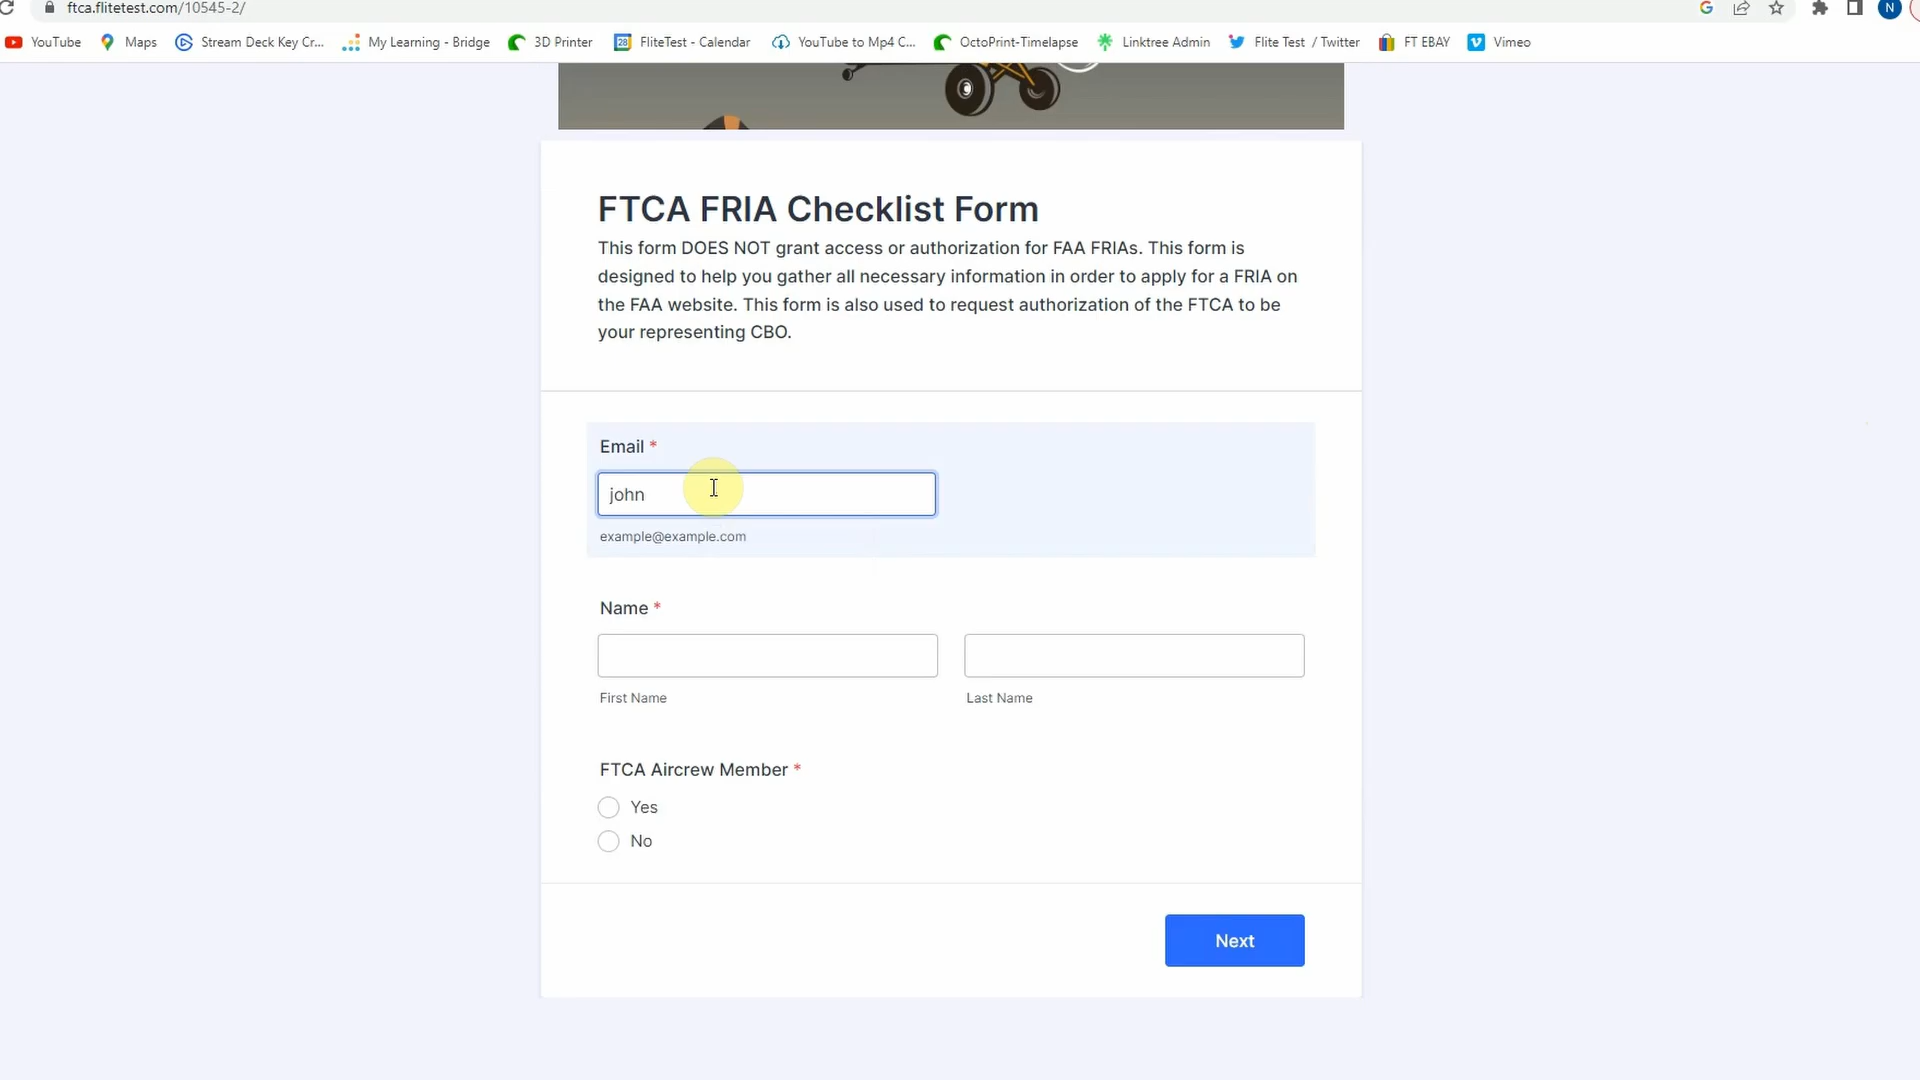 ftca.flitetest.com/10545-2/
N
YouTube Maps Stream Deck Key Cr... My Learning - Bridge 3D Printer 28 FliteTest - Calendar YouTube to Mp4 C... OctoPrint-Timelapse Linktree Admin Flite Test / Twitter FT EBAY Vimeo
FTCA FRIA Checklist Form
This form DOES NOT grant access or authorization for FAA FRIAs. This form is
designed to help you gather all necessary information in order to apply for a FRIA on
the FAA website. This form is also used to request authorization of the FTCA to be
your representing CBO.
Email *
john
example@example.com
Name *
First Name Last Name
FTCA Aircrew Member *
Yes
No
Next